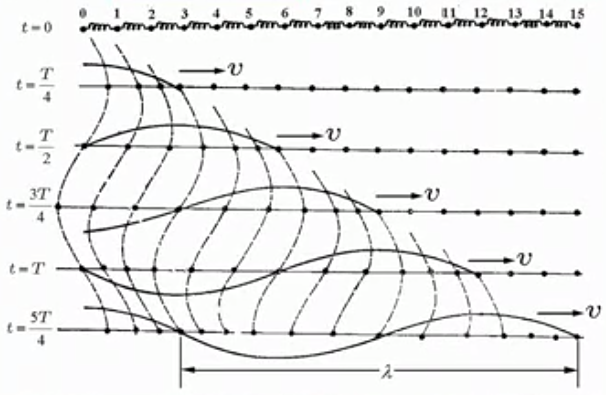 0 1 2 3 4 5 6 7 8 9 10 11 12 13 14 15
t=0
t=T/4 v
t=T/2 v
t=3T/4 v
t=T v
t=5T/4 v
λ